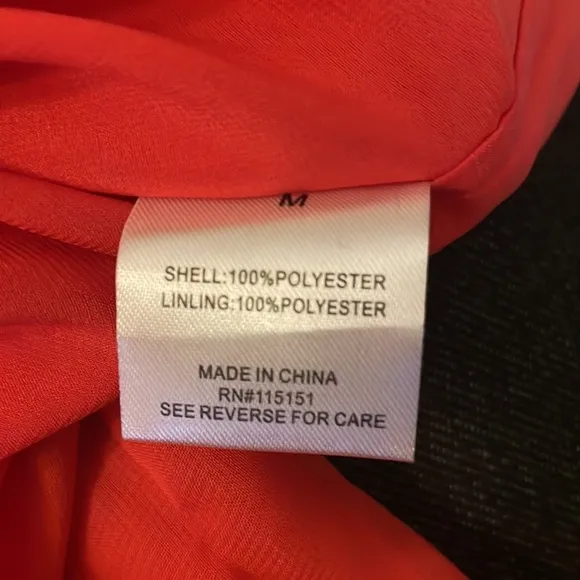 M
SHELL:100%POLYESTER
LINLING:100%POLYESTER
MADE IN CHINA
RN#115151
SEE REVERSE FOR CARE